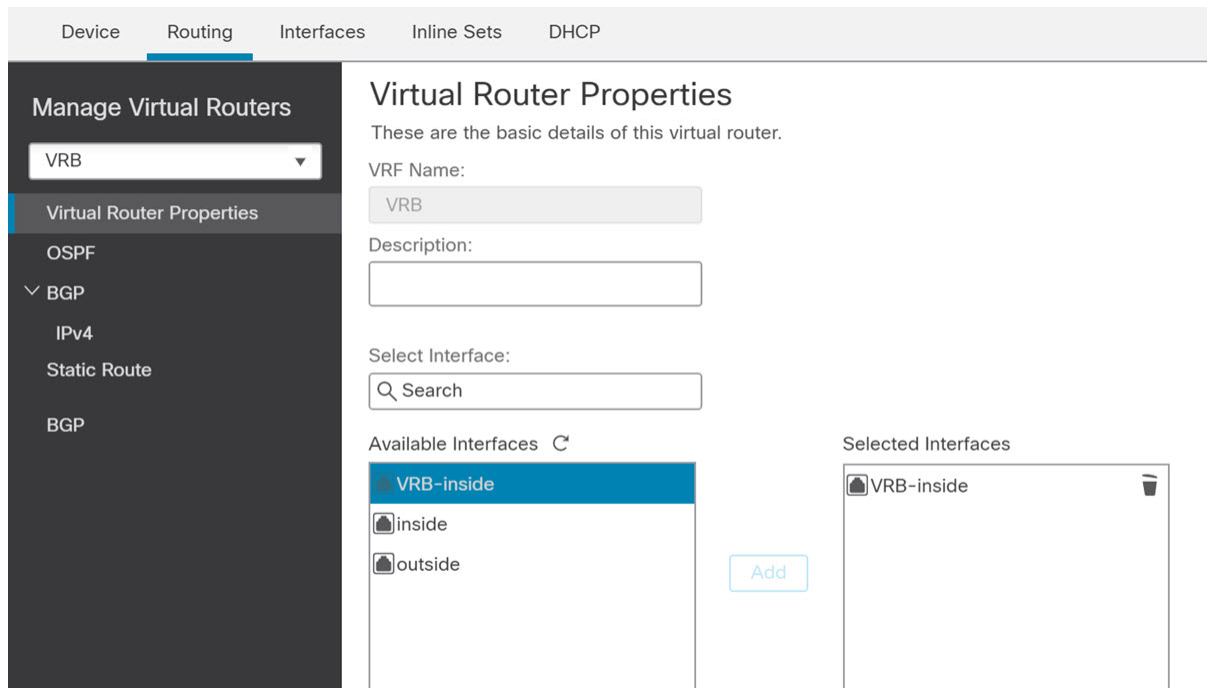 Device Routing Interfaces Inline Sets DHCP
Manage Virtual Routers
VRB
Virtual Router Properties
OSPF
BGP
IPv4
Static Route
BGP
Virtual Router Properties
These are the basic details of this virtual router.
VRF Name:
VRB
Description:
Select Interface:
Search
Available Interfaces
VRB-inside
inside
outside
Add
Selected Interfaces
VRB-inside